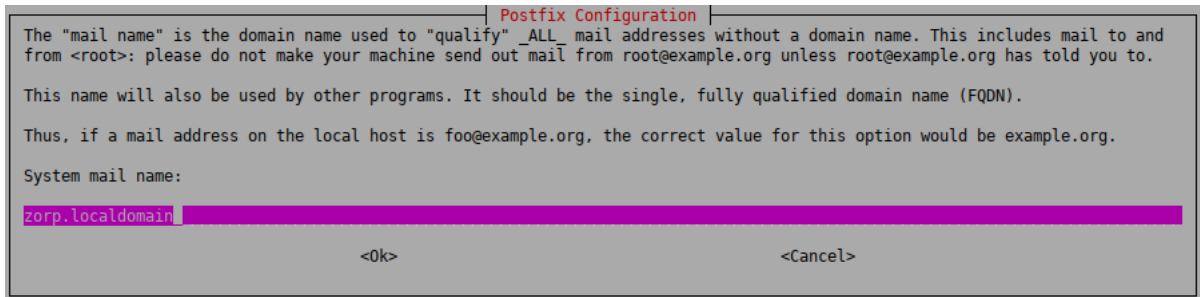 Postfix Configuration
The "mail name" is the domain name used to "qualify" _ALL_ mail addresses without a domain name. This includes mail to and
from <root>: please do not make your machine send out mail from root@example.org unless root@example.org has told you to.
This name will also be used by other programs. It should be the single, fully qualified domain name (FQDN).
Thus, if a mail address on the local host is foo@example.org, the correct value for this option would be example.org.
System mail name:
zorp.localdomain
<Ok> <Cancel>